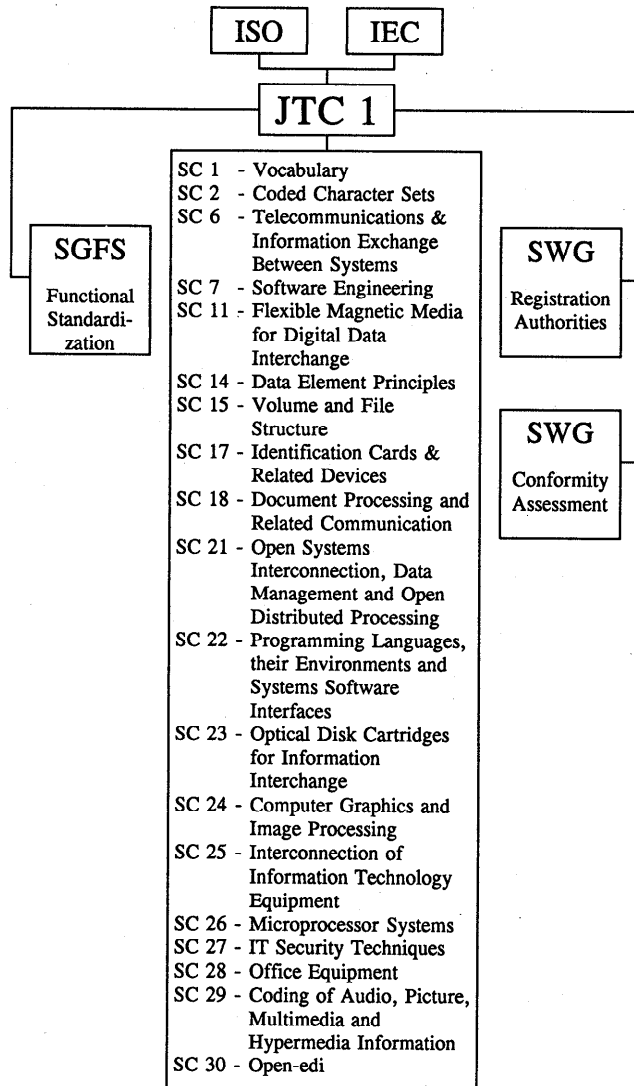 ISO
IEC
JTC 1
SC 1 - Vocabulary
SC 2 - Coded Character Sets
SC 6 - Telecommunications &
Information Exchange
Between Systems
SC 7 - Software Engineering
SC 11 - Flexible Magnetic Media
for Digital Data
Interchange
SC 14 - Data Element Principles
SC 15 - Volume and File
Structure
SC 17 - Identification Cards &
Related Devices
SC 18 - Document Processing and
Related Communication
SC 21 - Open Systems
Interconnection, Data
Management and Open
Distributed Processing
SC 22 - Programming Languages,
their Environments and
Systems Software
Interfaces
SC 23 - Optical Disk Cartridges
for Information
Interchange
SC 24 - Computer Graphics and
Image Processing
SC 25 - Interconnection of
Information Technology
Equipment
SC 26 - Microprocessor Systems
SC 27 - IT Security Techniques
SC 28 - Office Equipment
SC 29 - Coding of Audio, Picture,
Multimedia and
Hypermedia Information
SC 30 - Open-edi
SGFS
Functional
Standardi-
zation
SWG
Registration
Authorities
SWG
Conformity
Assessment